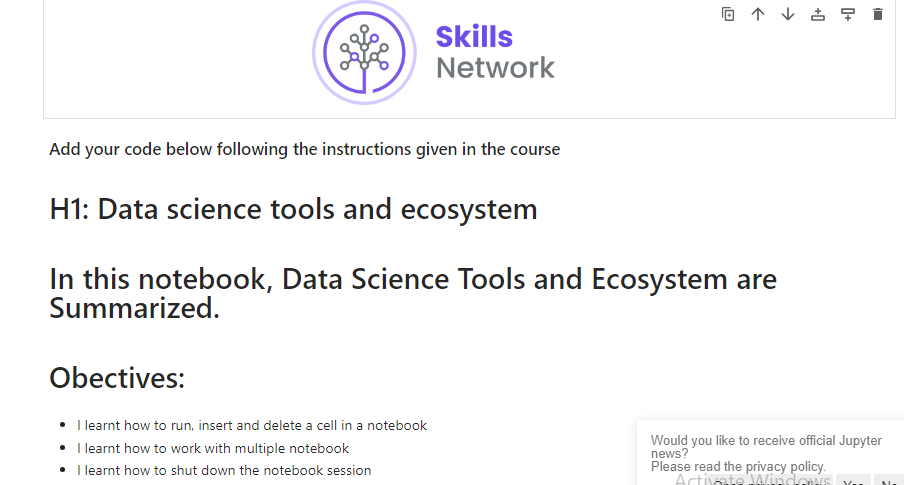 Skills
Network
Add your code below following the instructions given in the course
H1: Data science tools and ecosystem
In this notebook, Data Science Tools and Ecosystem are
Summarized.
Obectives:
I learnt how to run, insert and delete a cell in a notebook
I learnt how to work with multiple notebook
I learnt how to shut down the notebook session
Would you like to receive official Jupyter
news?
Please read the privacy policy.
Activate Windows
Open privacy policy Yes No